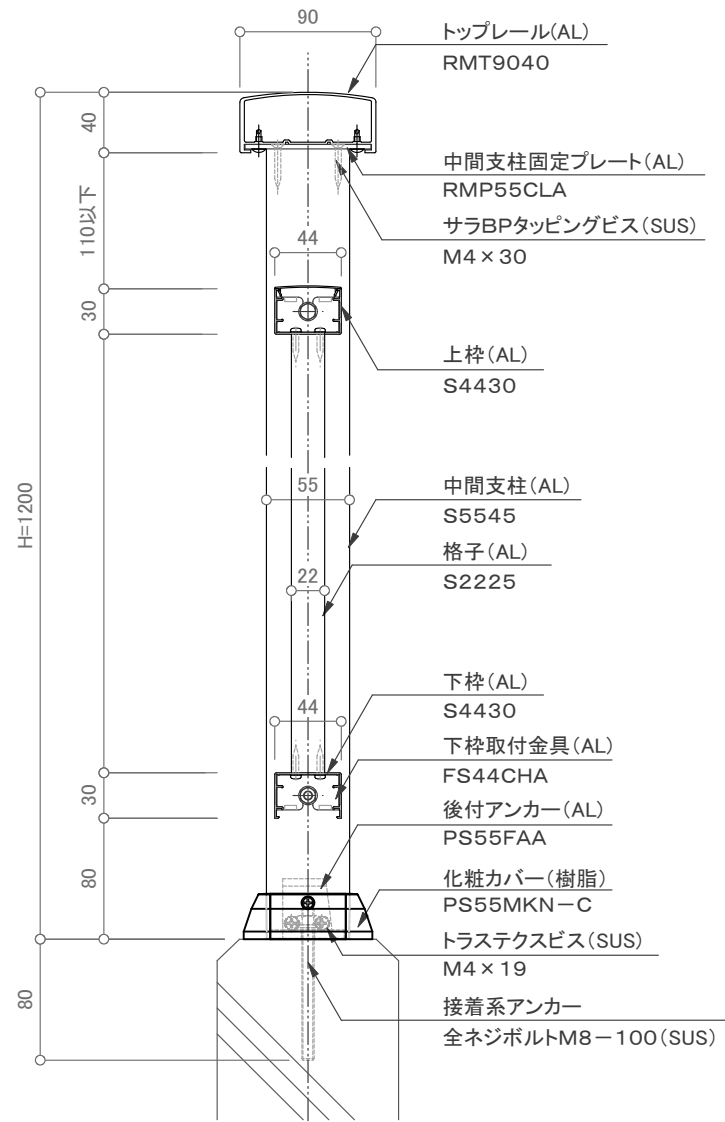 90
トップレール(AL)
RMT9040
40
中間支柱固定プレート(AL)
RMP55CLA
110以下
サラBPタッピングビス(SUS)
M4×30
44
30
上枠(AL)
S4430
H=1200
55
中間支柱(AL)
S5545
格子(AL)
S2225
22
下枠(AL)
S4430
44
下枠取付金具(AL)
FS44CHA
30
後付アンカー(AL)
PS55FAA
80
化粧カバー(樹脂)
PS55MKN-C
トラステクスビス(SUS)
M4×19
80
接着系アンカー
全ネジボルトM8-100(SUS)